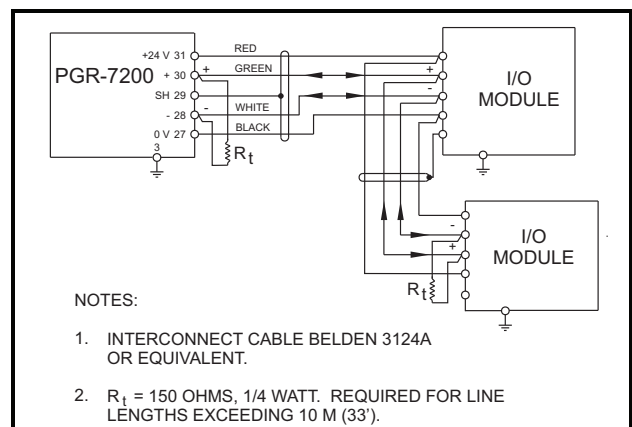 +24 V 31
RED
PGR-7200
+ 30
+
GREEN
SH 29
- 28
-
WHITE
0 V 27
BLACK
3
Rt
+
-
I/O
MODULE
-
+
I/O
MODULE
Rt
NOTES:
1. INTERCONNECT CABLE BELDEN 3124A
OR EQUIVALENT.
2. Rt = 150 OHMS, 1/4 WATT. REQUIRED FOR LINE
LENGTHS EXCEEDING 10 M (33').